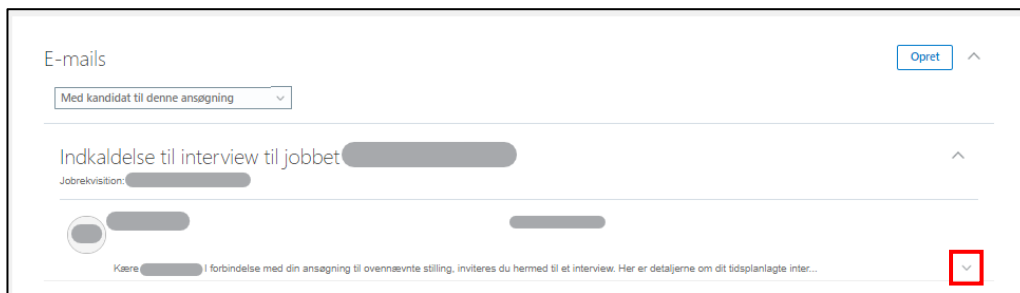 E-mails
Opret
Med kandidat til denne ansøgning
Indkaldelse til interview til jobbet
Jobrekvisition:
Kære I forbindelse med din ansøgning til ovennævnte stilling, inviteres du hermed til et interview. Her er detaljerne om dit tidsplanlagte inter...